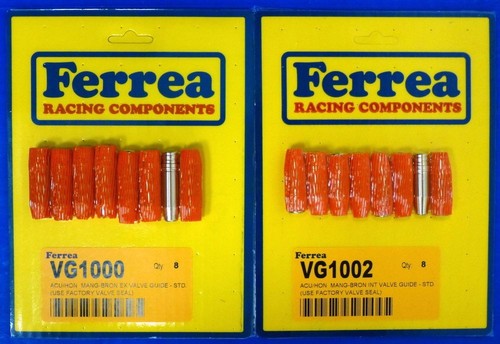 Ferrea
RACING COMPONENTS
Ferrea
VG1000 Qty. 8
ACU-HON. MANG-BRON EX VALVE GUIDE - STD.
(USE FACTORY VALVE SEAL)
Ferrea
RACING COMPONENTS
Ferrea
VG1002 Qty. 8
ACU-HON. MANG-BRON INT VALVE GUIDE - STD.
(USE FACTORY VALVE SEAL)